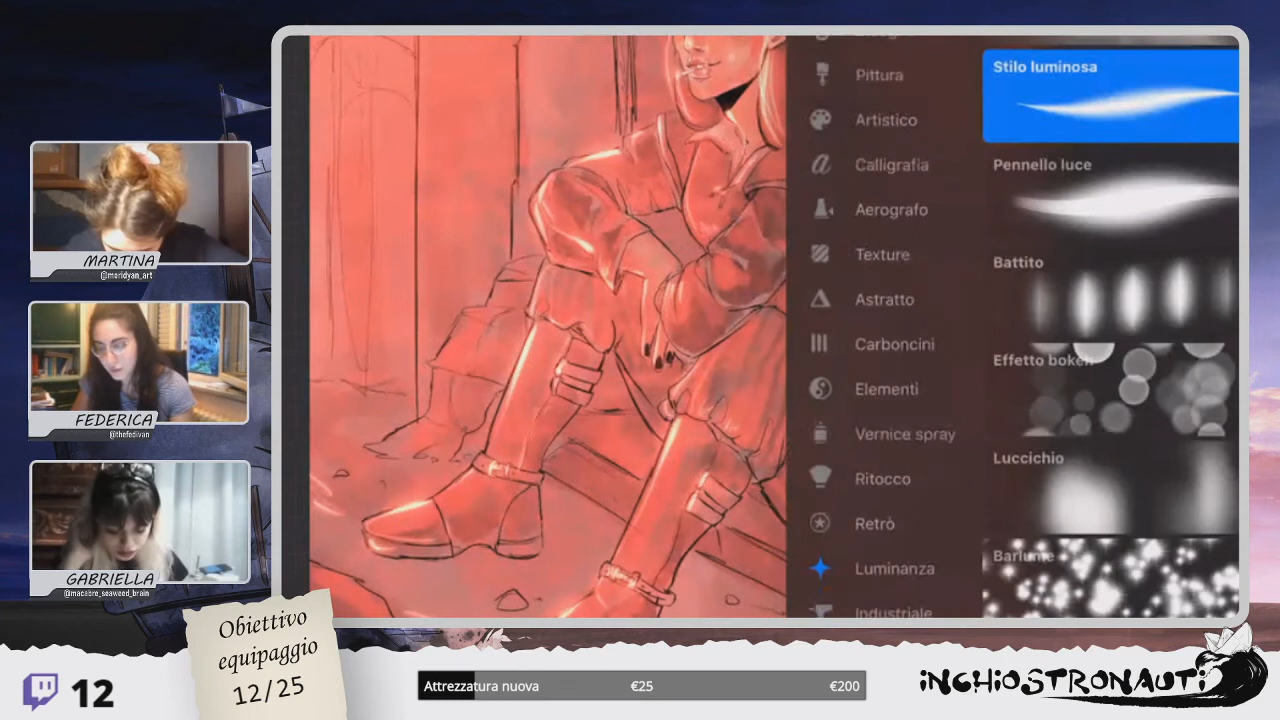 MARTINA
@meridyan_art
FEDERICA
@thefedivan
GABRIELLA
@macabre_seaweed_brain
Pittura
Artistico
Calligrafia
Aerografo
Texture
Astratto
Carboncini
Elementi
Vernice spray
Ritocco
Retrò
Luminanza
Industriale
Stilo luminosa
Pennello luce
Battito
Effetto bokeh
Luccichio
Barlume
Obiettivo
equipaggio
12/25
12
Attrezzatura nuova €25 €200
INCHIOSTRONAUTI